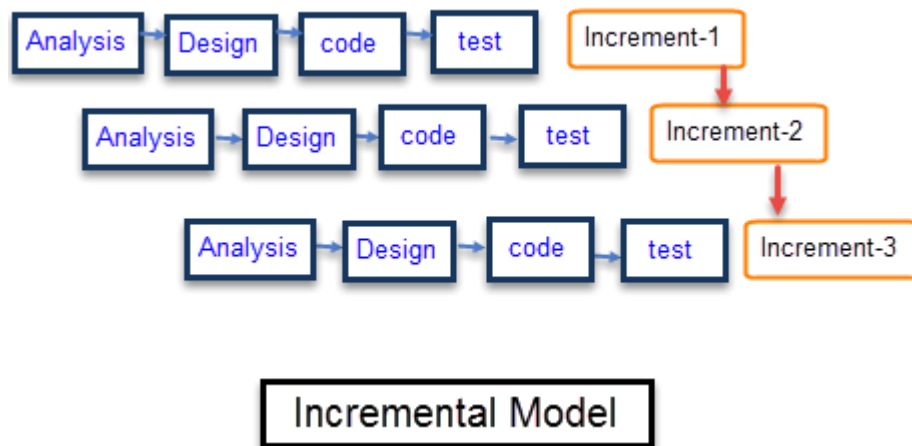 Analysis Design code test Increment-1
Analysis Design code test Increment-2
Analysis Design code test Increment-3
Incremental Model